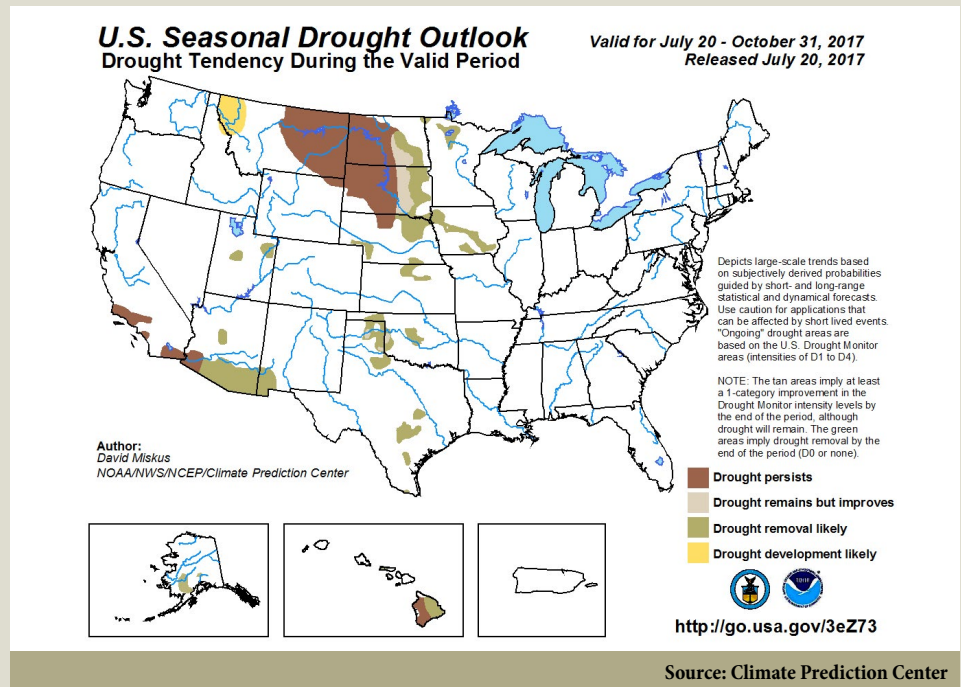 U.S. Seasonal Drought Outlook
Drought Tendency During the Valid Period
Valid for July 20 - October 31, 2017
Released July 20, 2017
Depicts large-scale trends based
on subjectively derived probabilities
guided by short- and long-range
statistical and dynamical forecasts.
Use caution for applications that
can be affected by short lived events.
"Ongoing" drought areas are
based on the U.S. Drought Monitor
areas (intensities of D1 to D4).
NOTE: The tan areas imply at least
a 1-category improvement in the
Drought Monitor intensity levels by
the end of the period, although
drought will remain. The green
areas imply drought removal by the
end of the period (D0 or none).
Author:
David Miskus
NOAA/NWS/NCEP/Climate Prediction Center
Drought persists
Drought remains but improves
Drought removal likely
Drought development likely
http://go.usa.gov/3eZ73
Source: Climate Prediction Center